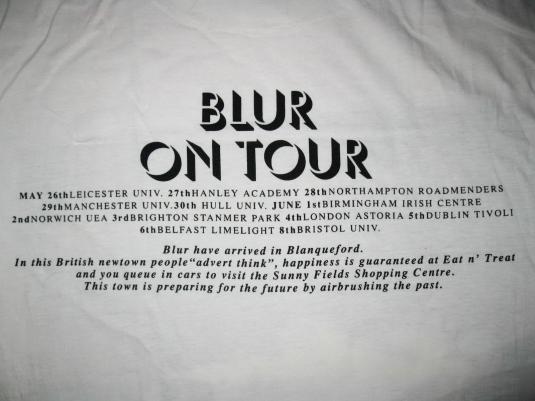 BLUR
ON TOUR
MAY 26thLEICESTER UNIV. 27thHANLEY ACADEMY 28thNORTHAMPTON ROADMENDERS
29thMANCHESTER UNIV.30th HULL UNIV. JUNE 1stBIRMINGHAM IRISH CENTRE
2ndNORWICH UEA 3rdBRIGHTON STANMER PARK 4thLONDON ASTORIA 5thDUBLIN TIVOLI
6thBELFAST LIMELIGHT 8thBRISTOL UNIV.
Blur have arrived in Blanqueford.
In this British newtown people“advert think”, happiness is guaranteed at Eat n’ Treat
and you queue in cars to visit the Sunny Fields Shopping Centre.
This town is preparing for the future by airbrushing the past.